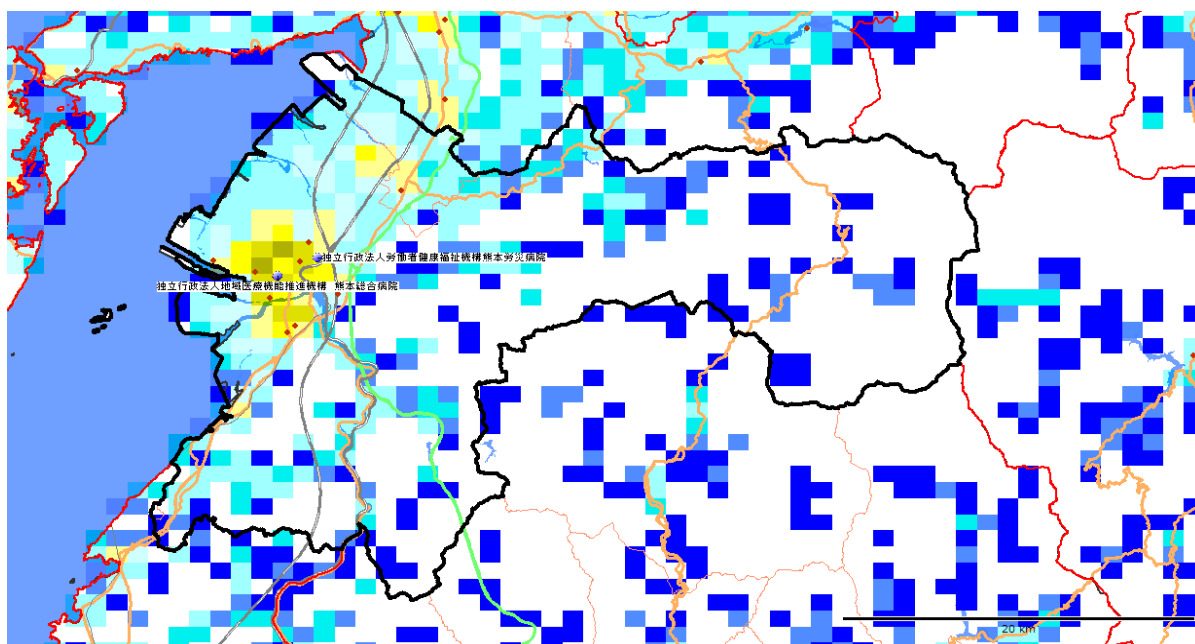 独立行政法人労働者健康福祉機構熊本労災病院
独立行政法人地域医療機能推進機構 熊本総合病院
20 km